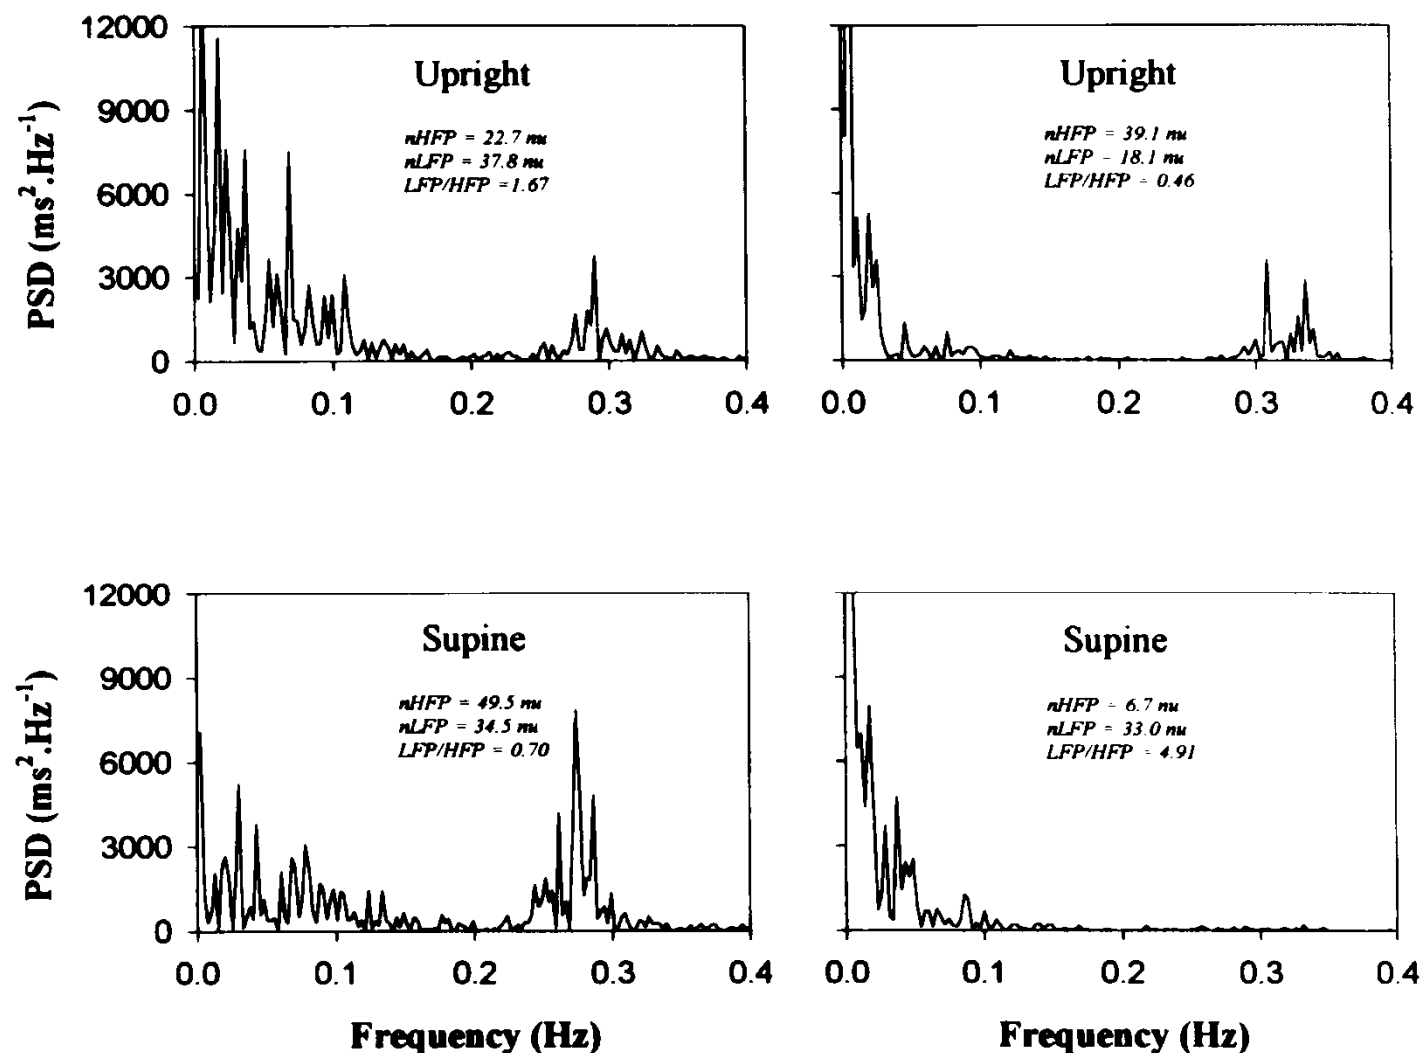 12000
9000
6000
3000
0
PSD (ms².Hz⁻¹)
Upright
nHFP = 22.7 nu
nLFP = 37.8 nu
LFP/HFP =1.67
0.0 0.1 0.2 0.3 0.4
Upright
nHFP = 39.1 nu
nLFP = 18.1 nu
LFP/HFP = 0.46
0.0 0.1 0.2 0.3 0.4
12000
9000
6000
3000
0
PSD (ms².Hz⁻¹)
Supine
nHFP = 49.5 nu
nLFP = 34.5 nu
LFP/HFP = 0.70
0.0 0.1 0.2 0.3 0.4
Frequency (Hz)
Supine
nHFP = 6.7 nu
nLFP = 33.0 nu
LFP/HFP = 4.91
0.0 0.1 0.2 0.3 0.4
Frequency (Hz)